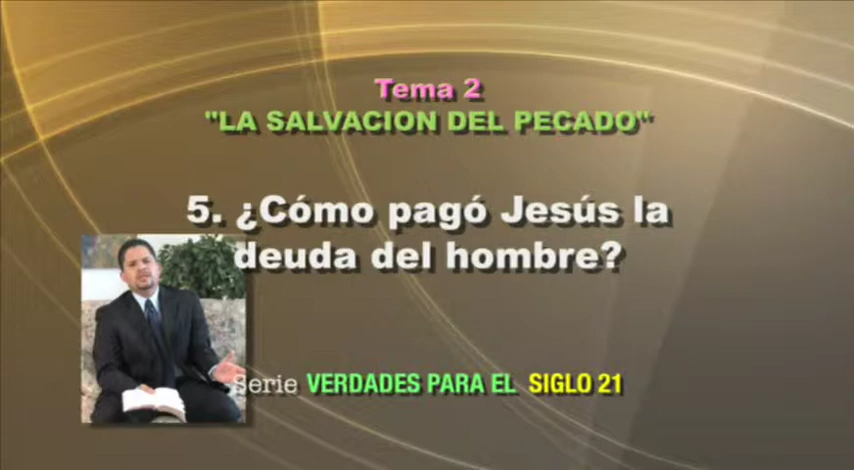 Tema 2
"LA SALVACION DEL PECADO"
5. ¿Cómo pagó Jesús la
deuda del hombre?
Serie VERDADES PARA EL SIGLO 21